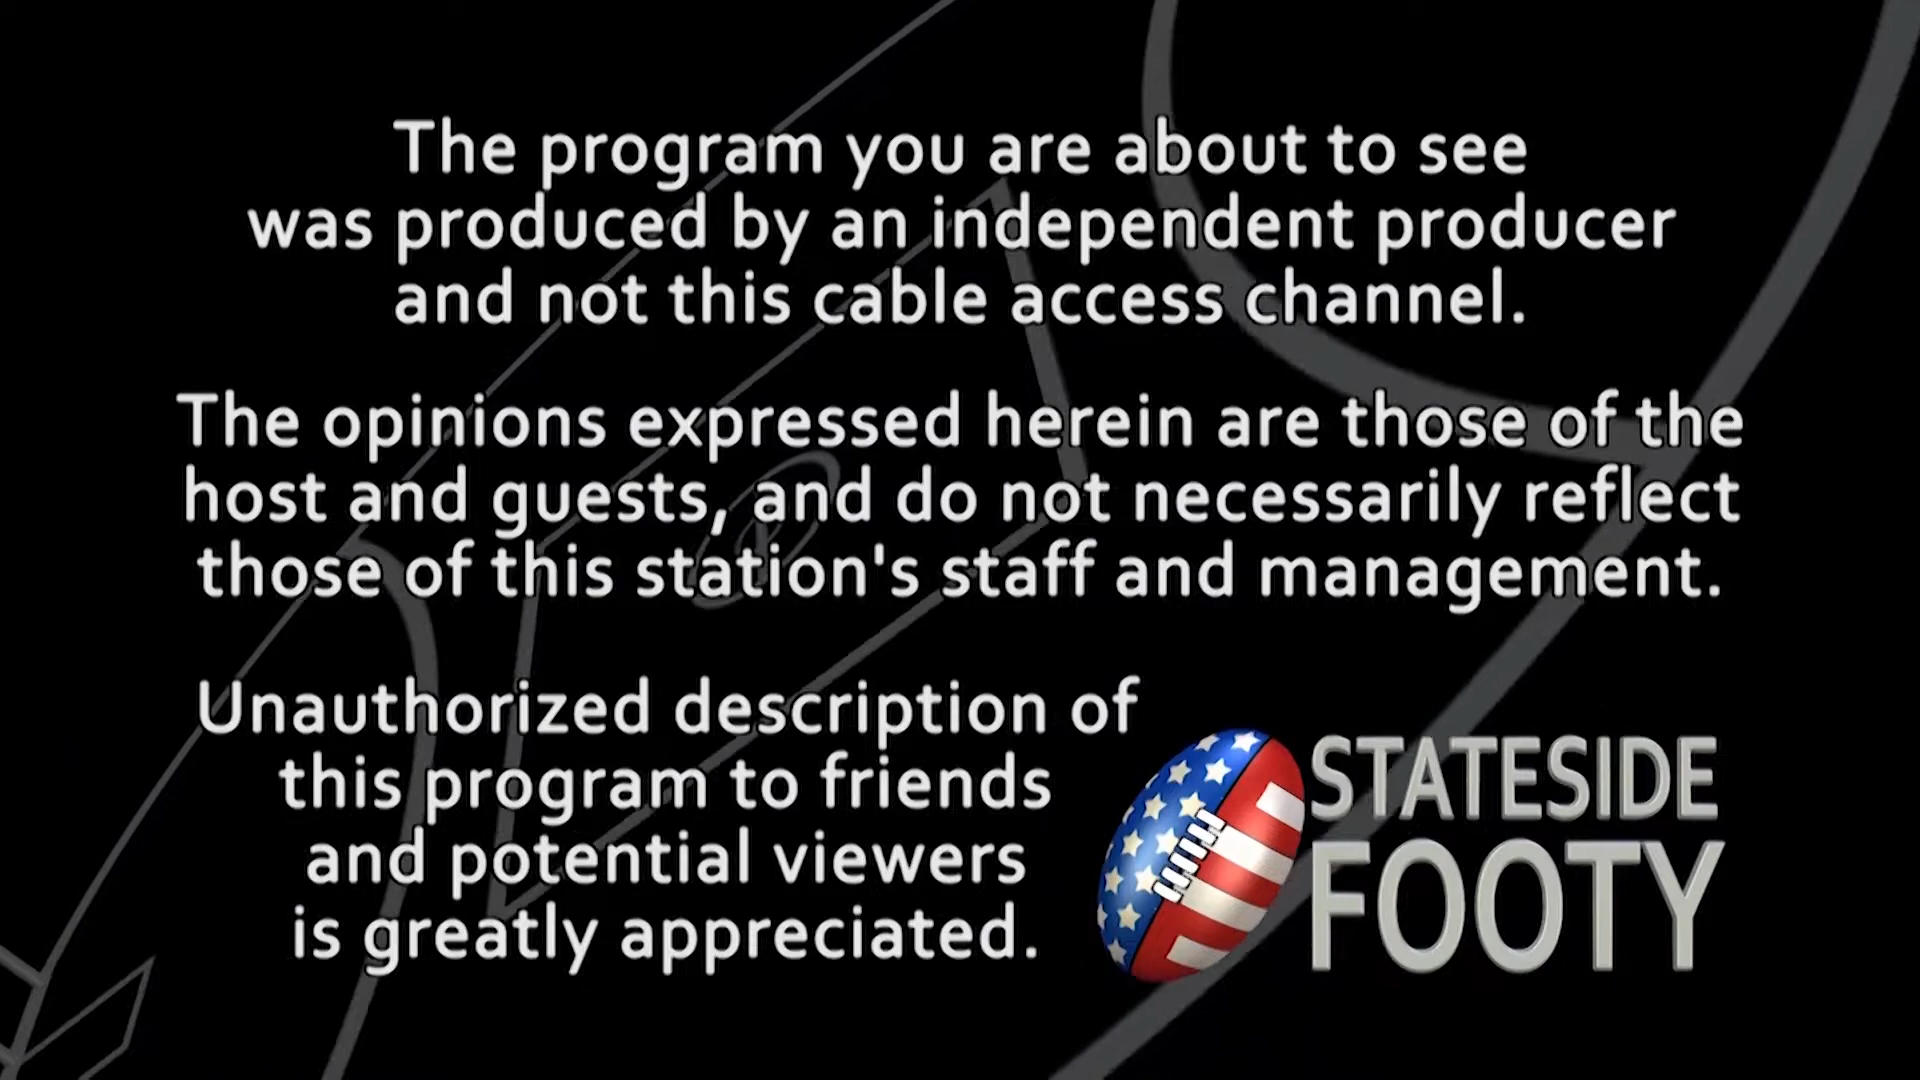 The program you are about to see
was produced by an independent producer
and not this cable access channel.
The opinions expressed herein are those of the
host and guests, and do not necessarily reflect
those of this station's staff and management.
Unauthorized description of
this program to friends
and potential viewers
is greatly appreciated.
STATESIDE
FOOTY